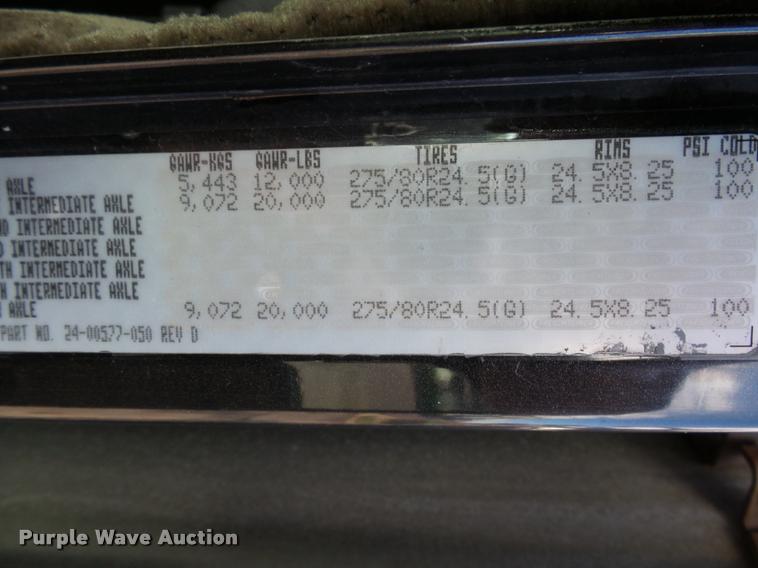 GAWR-KGS GAWR-LBS TIRES RIMS PSI COLD
AXLE 5,443 12,000 275/80R24.5(G) 24.5X8.25 100
INTERMEDIATE AXLE 9,072 20,000 275/80R24.5(G) 24.5X8.25 100
ND INTERMEDIATE AXLE
D INTERMEDIATE AXLE
TH INTERMEDIATE AXLE
H INTERMEDIATE AXLE
AXLE 9,072 20,000 275/80R24.5(G) 24.5X8.25 100
PART NO. 24-00577-050 REV D
Purple Wave Auction